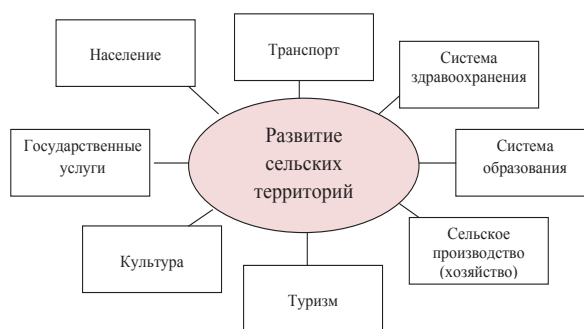 Население
Транспорт
Система
здравоохранения
Государственные
услуги
Развитие
сельских
территорий
Система
образования
Культура
Туризм
Сельское
производство
(хозяйство)